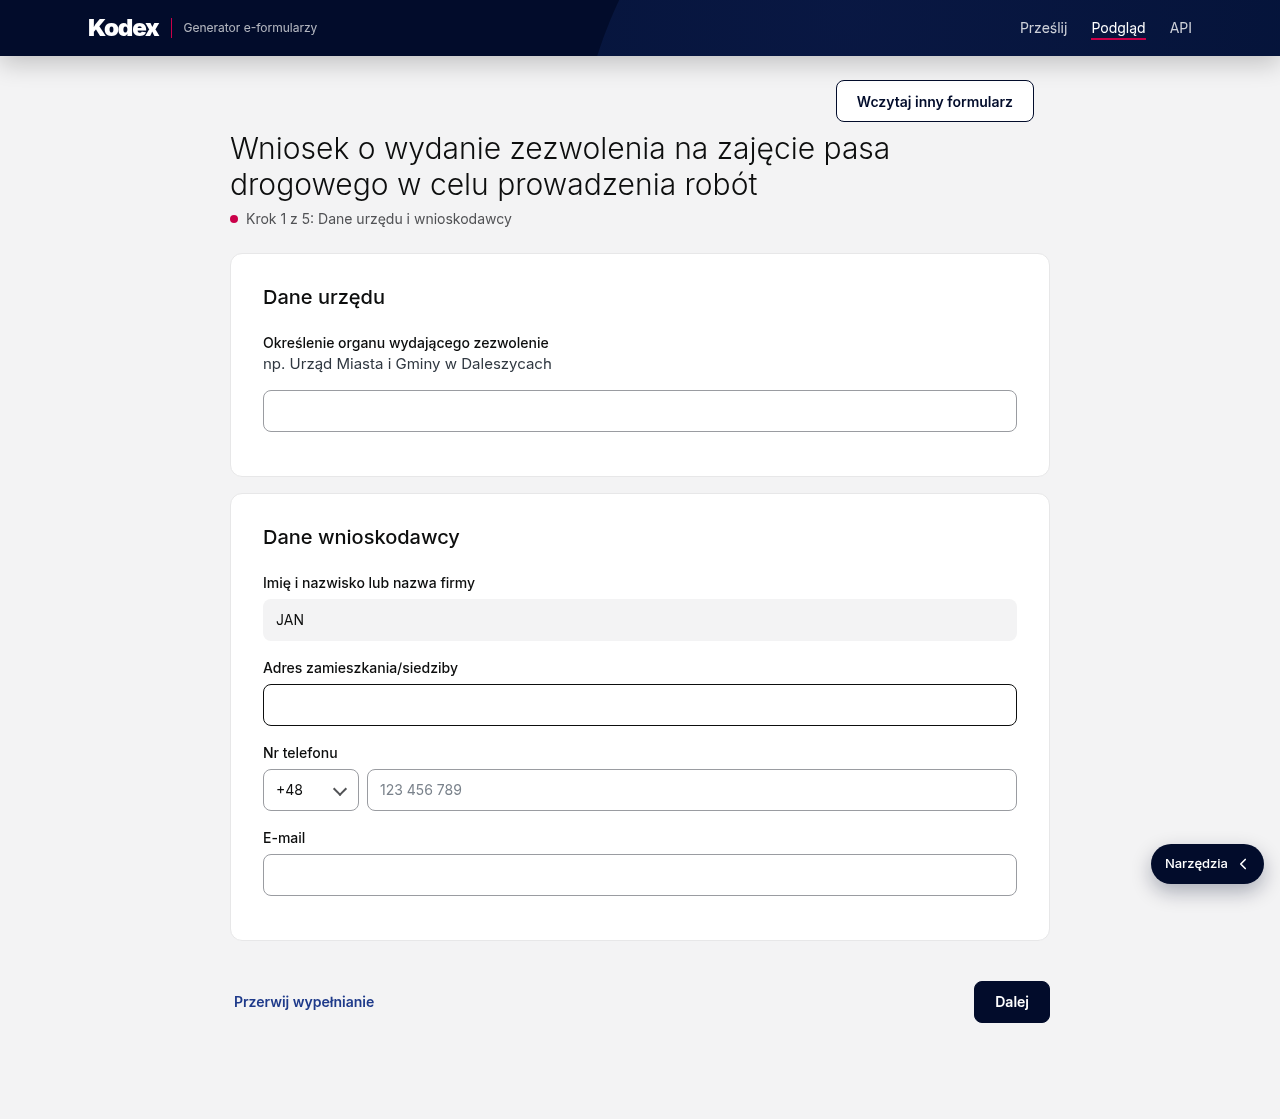 Kodex
Generator e-formularzy
Prześlij
Podgląd
API
Wczytaj inny formularz
Wniosek o wydanie zezwolenia na zajęcie pasa
drogowego w celu prowadzenia robót
Krok 1 z 5: Dane urzędu i wnioskodawcy
Dane urzędu
Określenie organu wydającego zezwolenie
np. Urząd Miasta i Gminy w Daleszycach
Dane wnioskodawcy
Imię i nazwisko lub nazwa firmy
JAN
Adres zamieszkania/siedziby
Nr telefonu
+48
123 456 789
E-mail
Narzędzia
Przerwij wypełnianie
Dalej